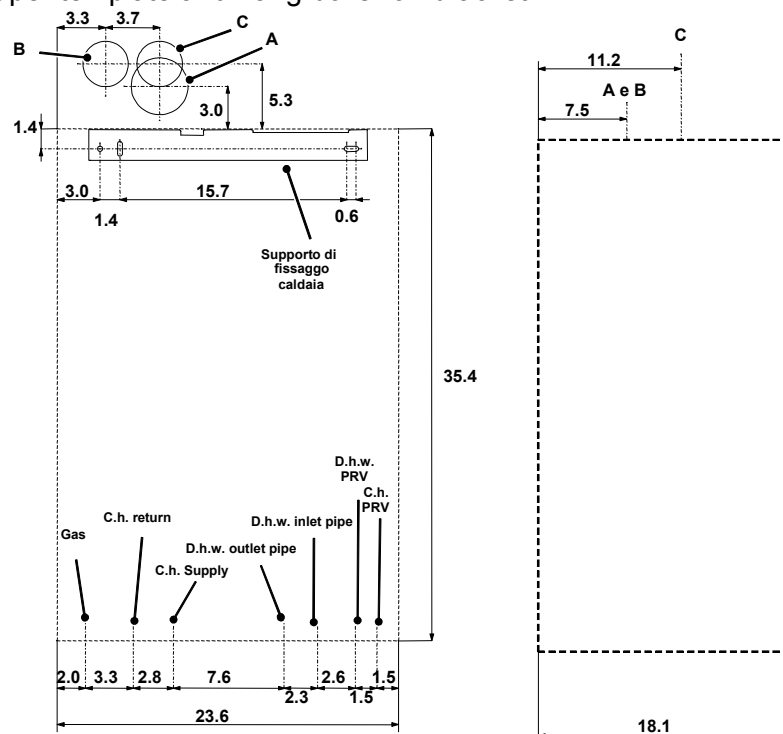 3.3
3.7
C
A
B
11.2
A e B
C
7.5
5.3
3.0
1.4
3.0
15.7
1.4
0.6
Supporto di
fissaggo
caldaia
35.4
D.h.w.
PRV
C.h.
PRV
C.h. return
D.h.w. inlet pipe
Gas
D.h.w. outlet pipe
C.h. Supply
2.0
3.3
2.8
7.6
2.3
2.6
1.5
1.5
23.6
18.1